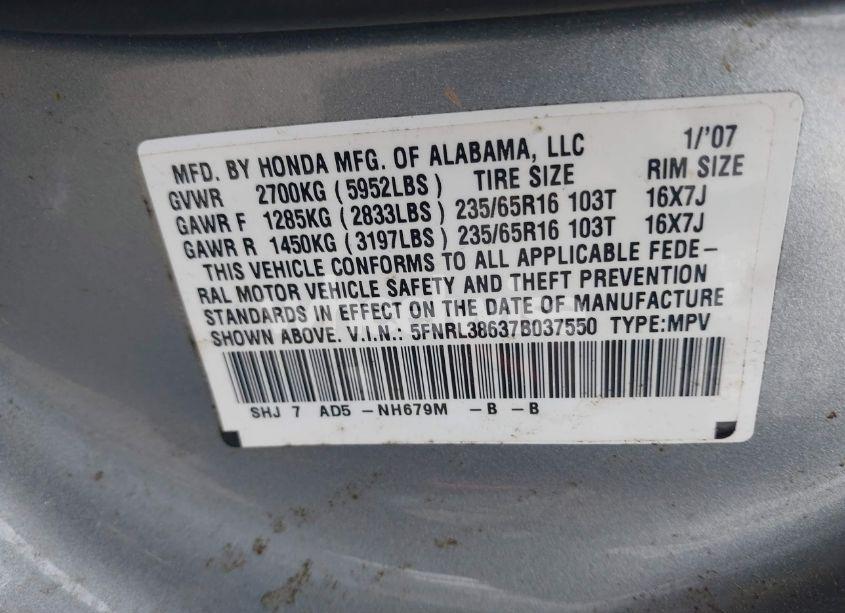 MFD. BY HONDA MFG. OF ALABAMA, LLC 1/'07
GVWR 2700KG (5952LBS) TIRE SIZE RIM SIZE
GAWR F 1285KG (2833LBS) 235/65R16 103T 16X7J
GAWR R 1450KG (3197LBS) 235/65R16 103T 16X7J
THIS VEHICLE CONFORMS TO ALL APPLICABLE FEDE-
RAL MOTOR VEHICLE SAFETY AND THEFT PREVENTION
STANDARDS IN EFFECT ON THE DATE OF MANUFACTURE
SHOWN ABOVE. V.I.N.: 5FNRL38637B037550 TYPE:MPV
SHJ 7 AD5 -NH679M -B -B